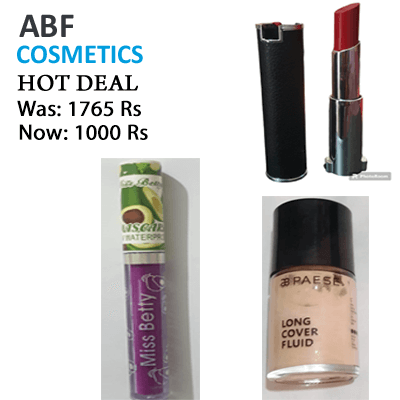 ABF
COSMETICS
HOT DEAL
Was: 1765 Rs
Now: 1000 Rs
Miss Betty
PAESE
LONG
COVER
FLUID